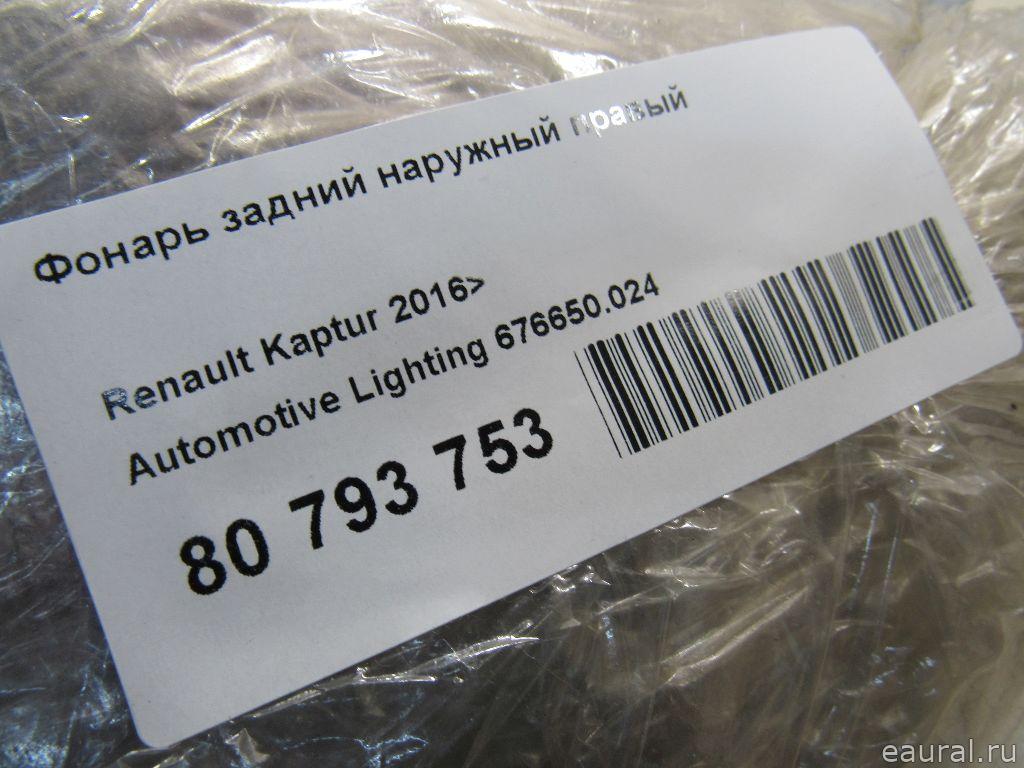 Фонарь задний наружный правый
Renault Kaptur 2016>
Automotive Lighting 676650.024
80 793 753
eaural.ru